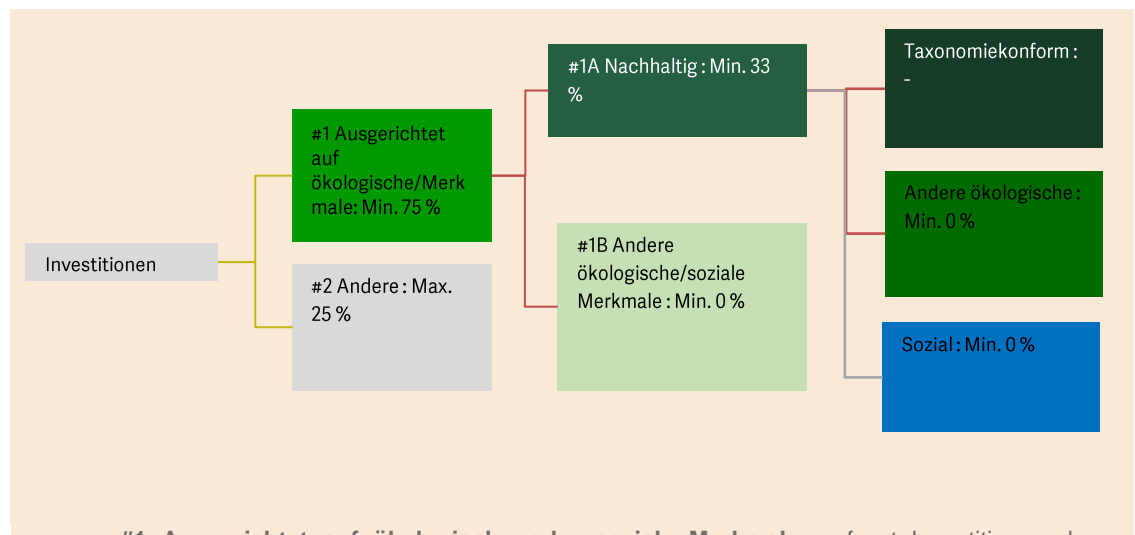 Investitionen
#1 Ausgerichtet
auf
ökologische/Merk
male: Min. 75 %
#2 Andere : Max.
25 %
#1A Nachhaltig : Min. 33
%
#1B Andere
ökologische/soziale
Merkmale : Min. 0 %
Taxonomiekonform :
-
Andere ökologische :
Min. 0 %
Sozial : Min. 0 %